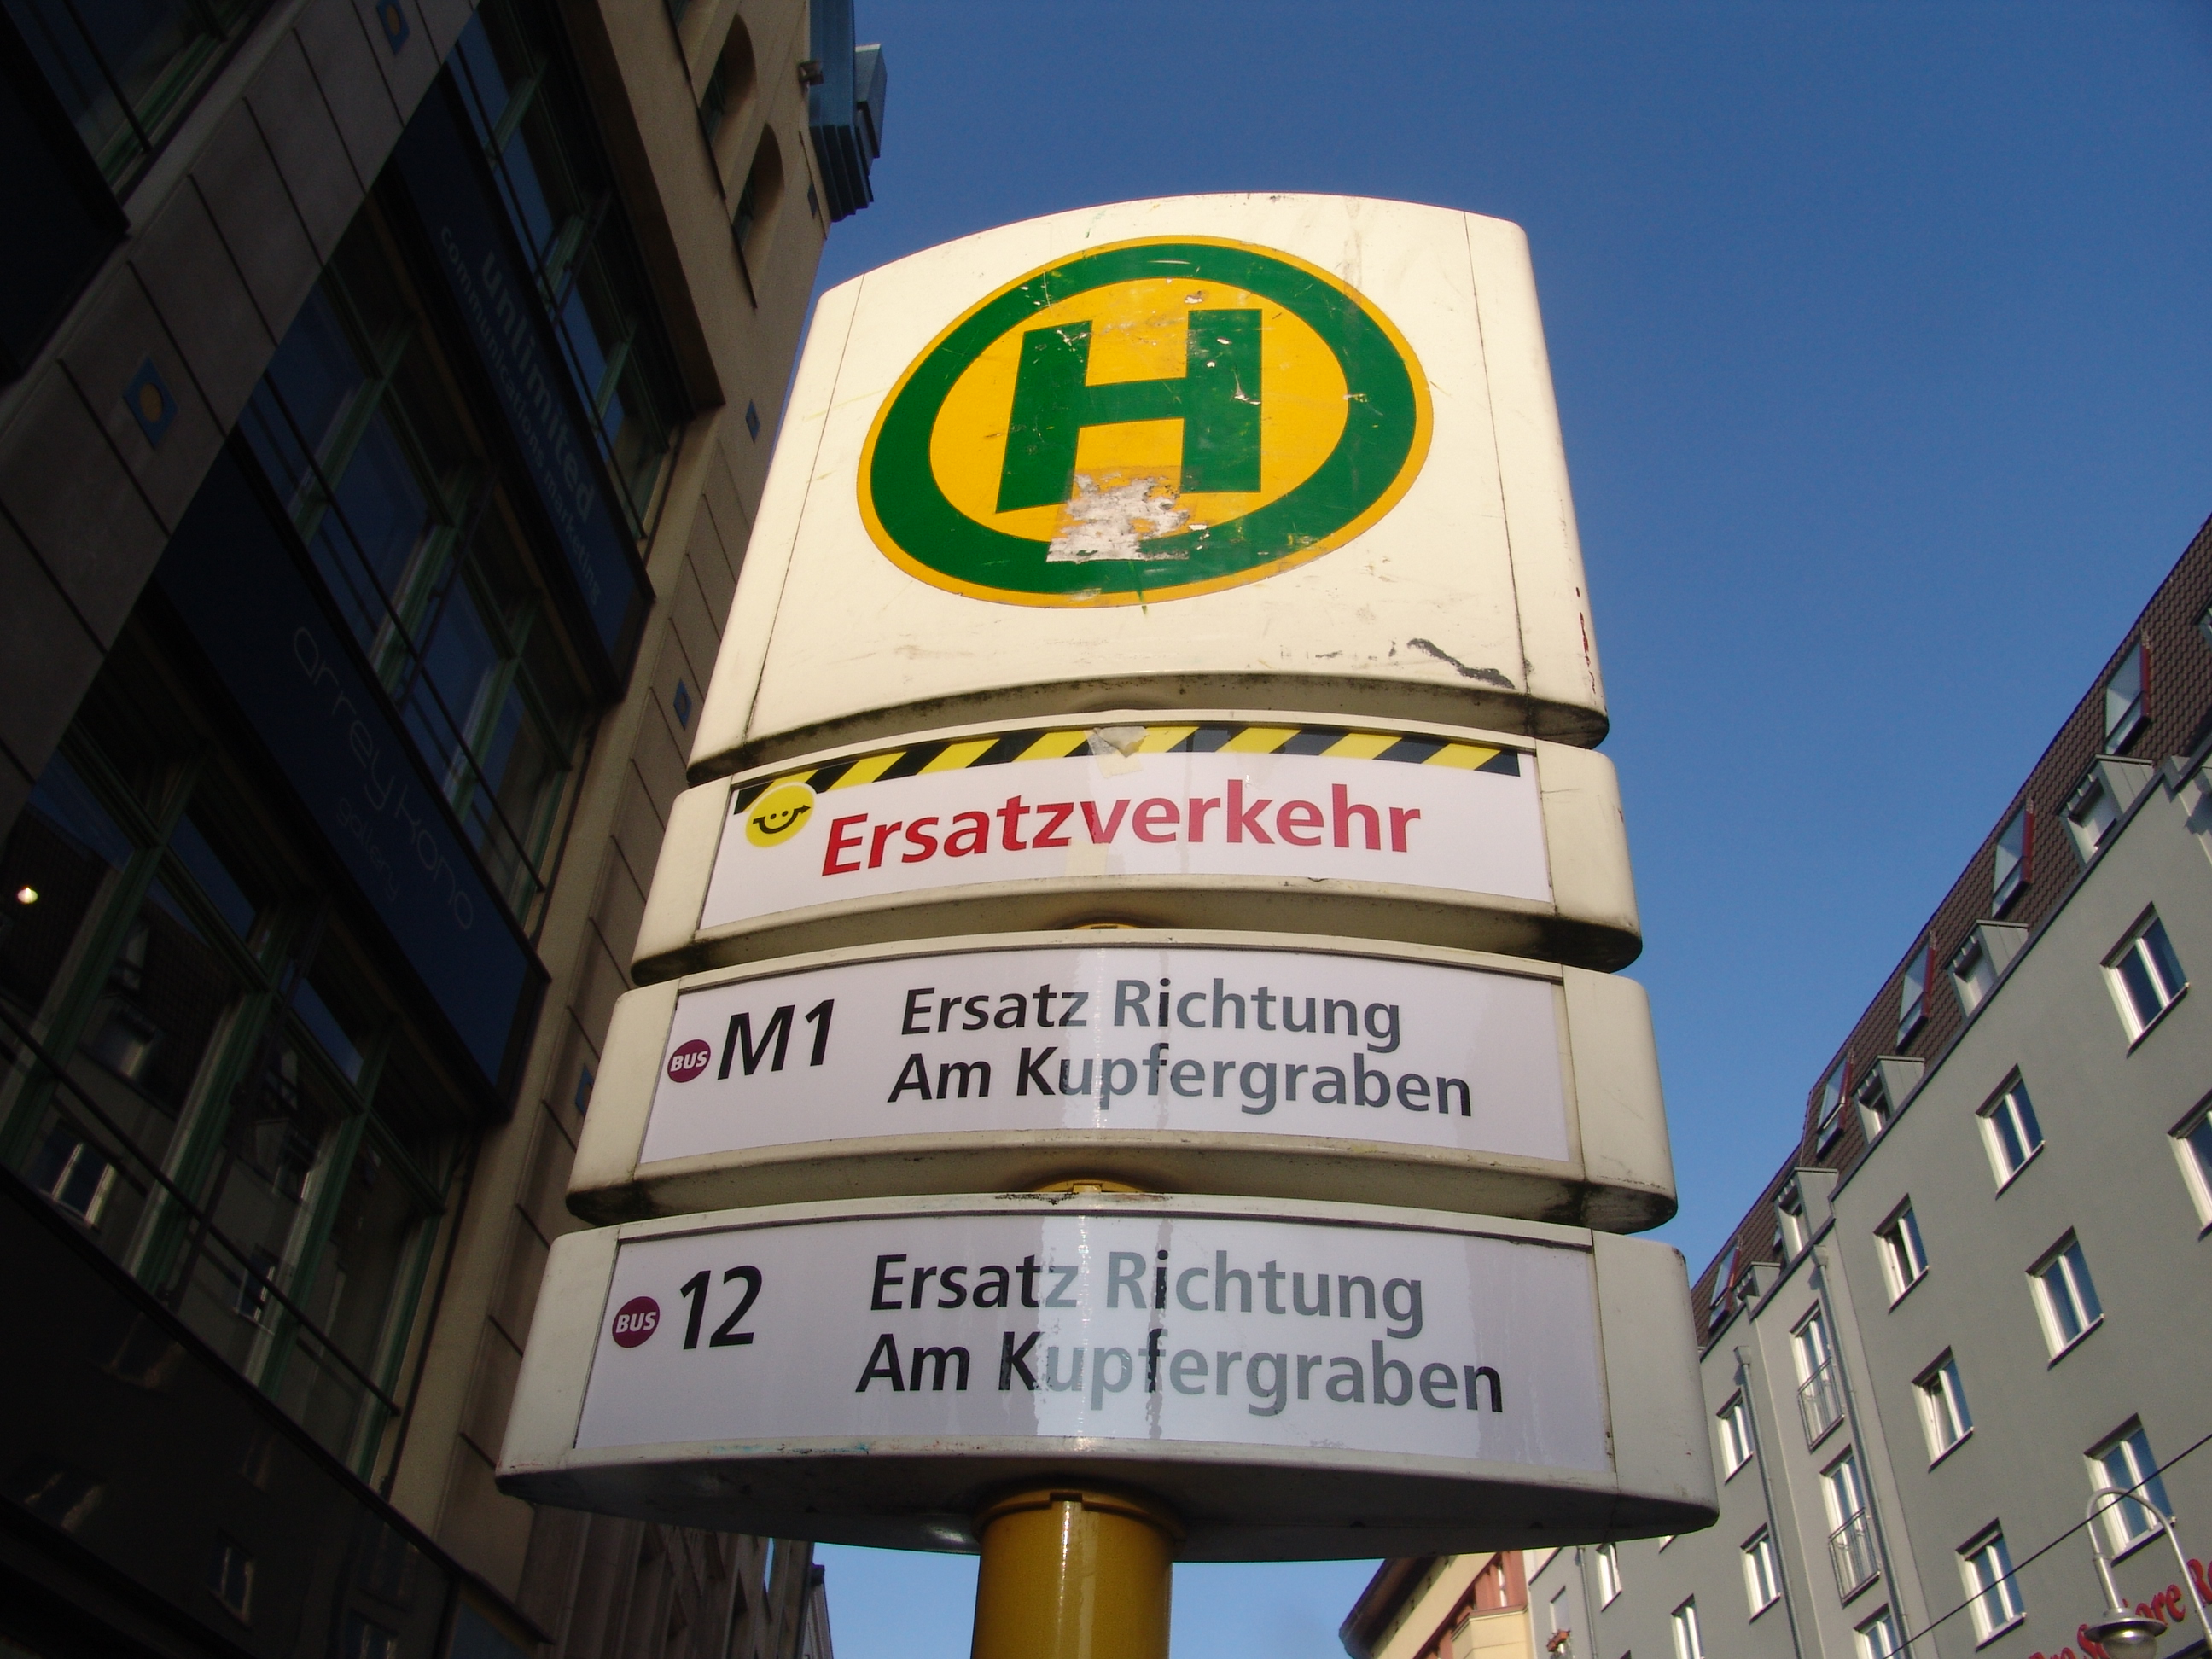 unlimited
communications marketing
arrey kono
gallery
H
Ersatzverkehr
BUS M1 Ersatz Richtung
Am Kupfergraben
BUS 12 Ersatz Richtung
Am Kupfergraben